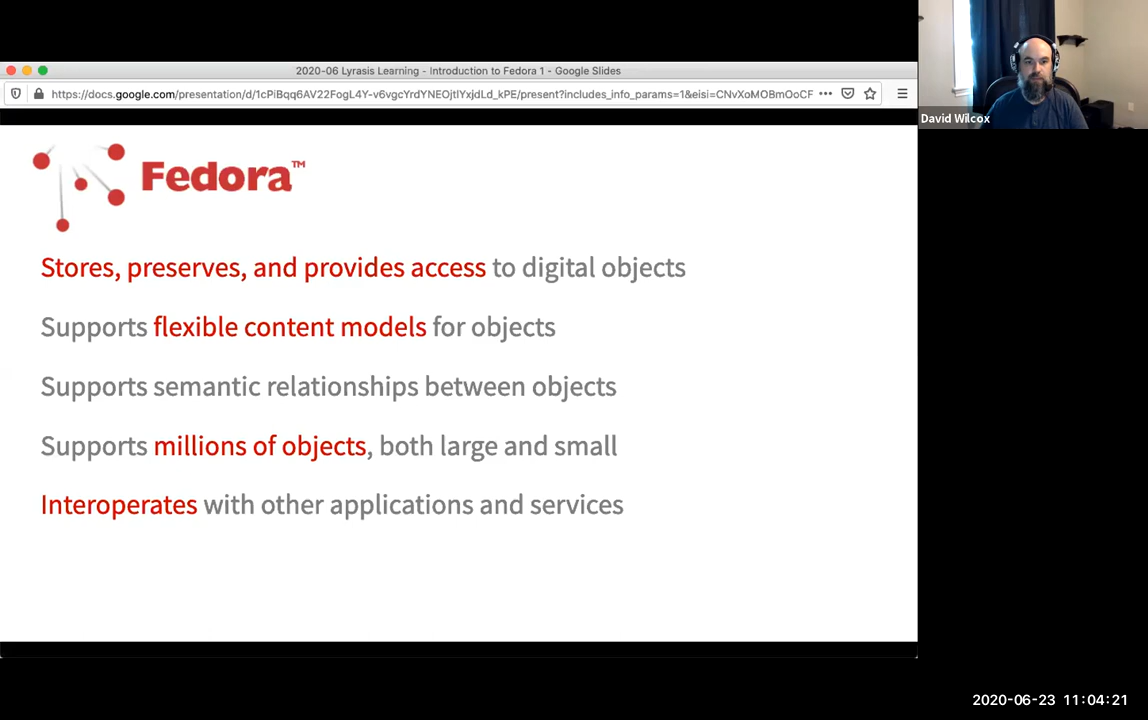 2020-06 Lyrasis Learning - Introduction to Fedora 1 - Google Slides
https://docs.google.com/presentation/d/1cPiBqq6AV22FogL4Y-v6vgcYrdYNEOjtlYxjdLd_kPE/present?includes_info_params=1&eisi=CNvXoMOBmOoCF
David Wilcox
Fedora™
Stores, preserves, and provides access to digital objects
Supports flexible content models for objects
Supports semantic relationships between objects
Supports millions of objects, both large and small
Interoperates with other applications and services
2020-06-23 11:04:21